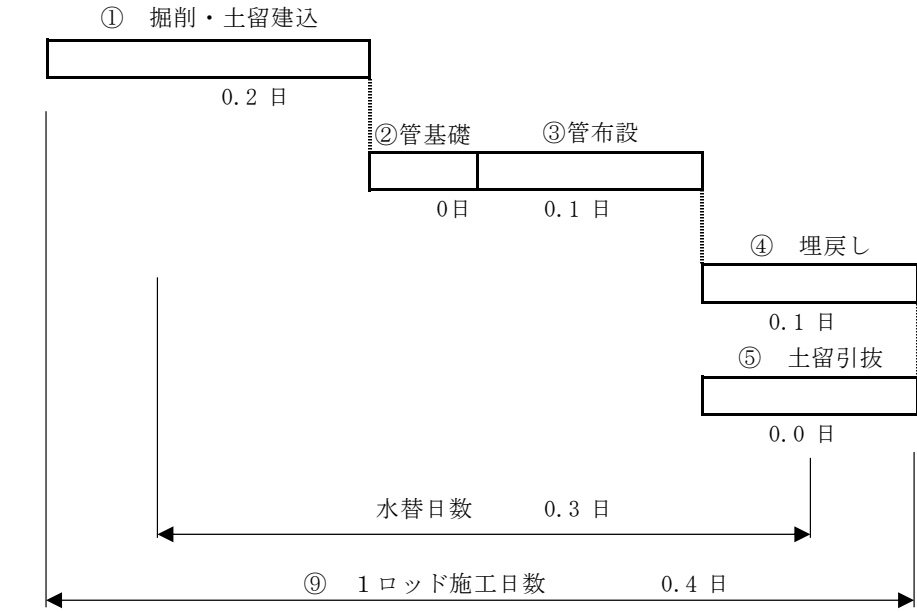 ① 掘削・土留建込
0.2 日
②管基礎 ③管布設
0日 0.1 日
④ 埋戻し
0.1 日
⑤ 土留引抜
0.0 日
水替日数 0.3 日
⑨ 1ロッド施工日数 0.4 日